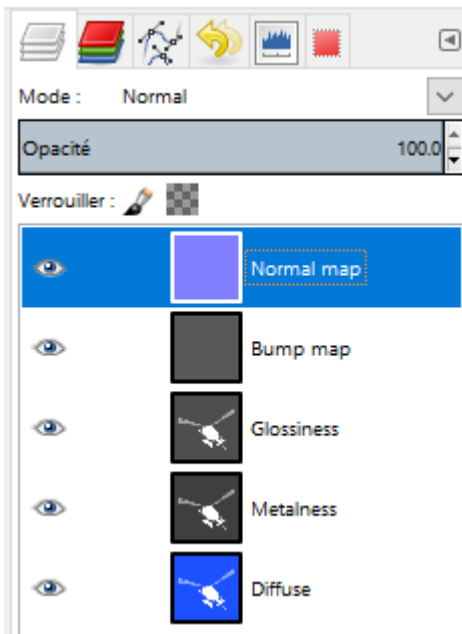 Mode : Normal
Opacité 100.0
Verrouiller :
Normal map
Bump map
Glossiness
Metalness
Diffuse